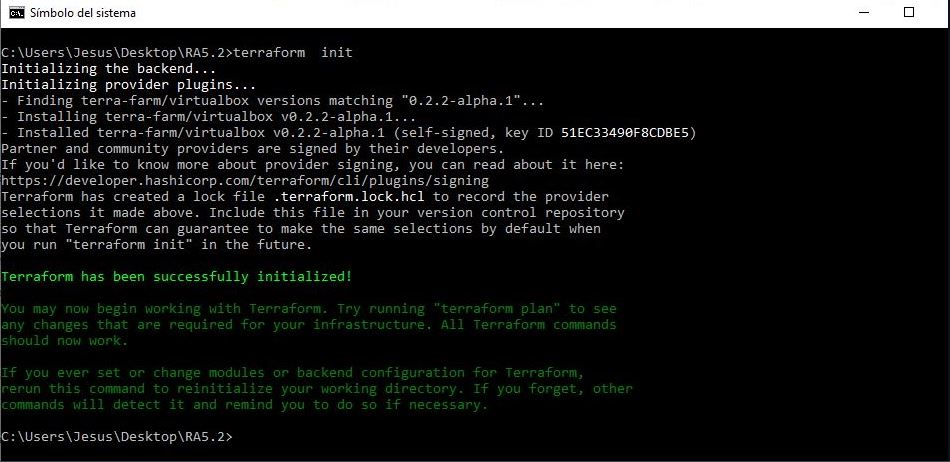 Símbolo del sistema
C:\Users\Jesus\Desktop\RA5.2>terraform  init
Initializing the backend...
Initializing provider plugins...
- Finding terra-farm/virtualbox versions matching "0.2.2-alpha.1"...
- Installing terra-farm/virtualbox v0.2.2-alpha.1...
- Installed terra-farm/virtualbox v0.2.2-alpha.1 (self-signed, key ID 51EC33490F8CDBE5)
Partner and community providers are signed by their developers.
If you'd like to know more about provider signing, you can read about it here:
https://developer.hashicorp.com/terraform/cli/plugins/signing
Terraform has created a lock file .terraform.lock.hcl to record the provider
selections it made above. Include this file in your version control repository
so that Terraform can guarantee to make the same selections by default when
you run "terraform init" in the future.
Terraform has been successfully initialized!
You may now begin working with Terraform. Try running "terraform plan" to see
any changes that are required for your infrastructure. All Terraform commands
should now work.
If you ever set or change modules or backend configuration for Terraform,
rerun this command to reinitialize your working directory. If you forget, other
commands will detect it and remind you to do so if necessary.
C:\Users\Jesus\Desktop\RA5.2>